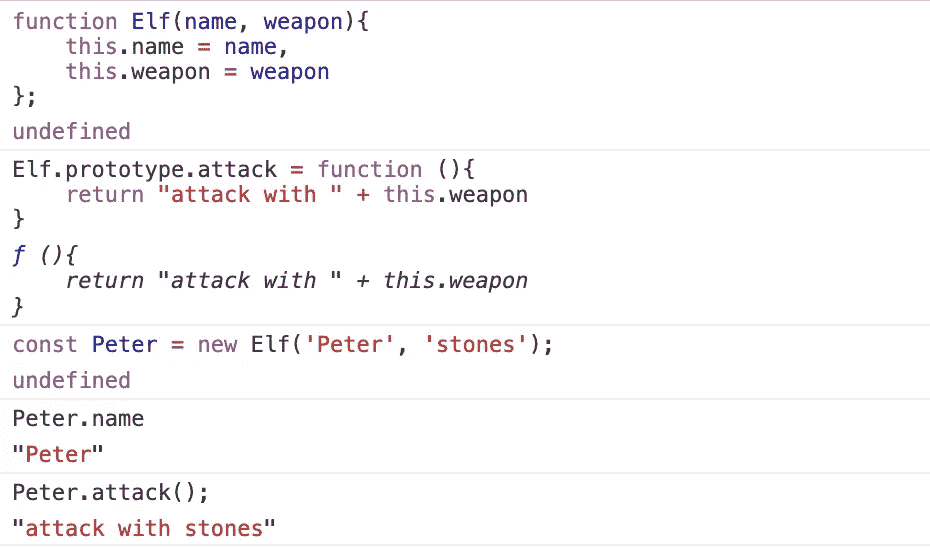 function Elf(name, weapon){
    this.name = name,
    this.weapon = weapon
};
undefined
Elf.prototype.attack = function (){
    return "attack with " + this.weapon
}
f (){
    return "attack with " + this.weapon
}
const Peter = new Elf('Peter', 'stones');
undefined
Peter.name
"Peter"
Peter.attack();
"attack with stones"